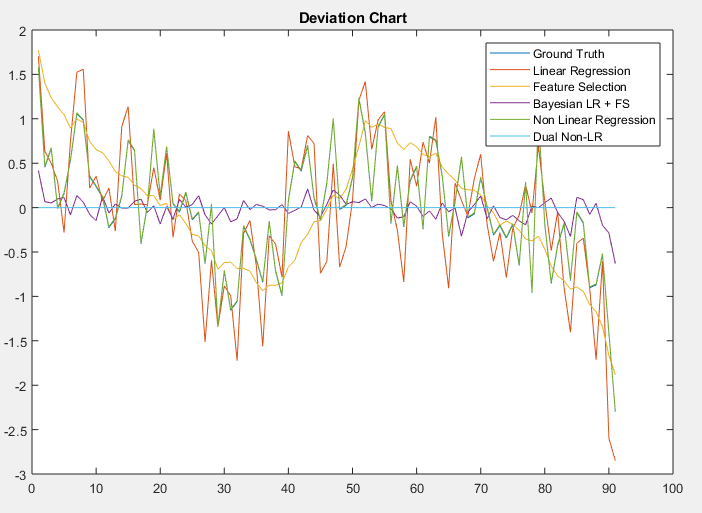 Deviation Chart
2
1.5
1
0.5
0
-0.5
-1
-1.5
-2
-2.5
-3
0 10 20 30 40 50 60 70 80 90 100
Ground Truth
Linear Regression
Feature Selection
Bayesian LR + FS
Non Linear Regression
Dual Non-LR